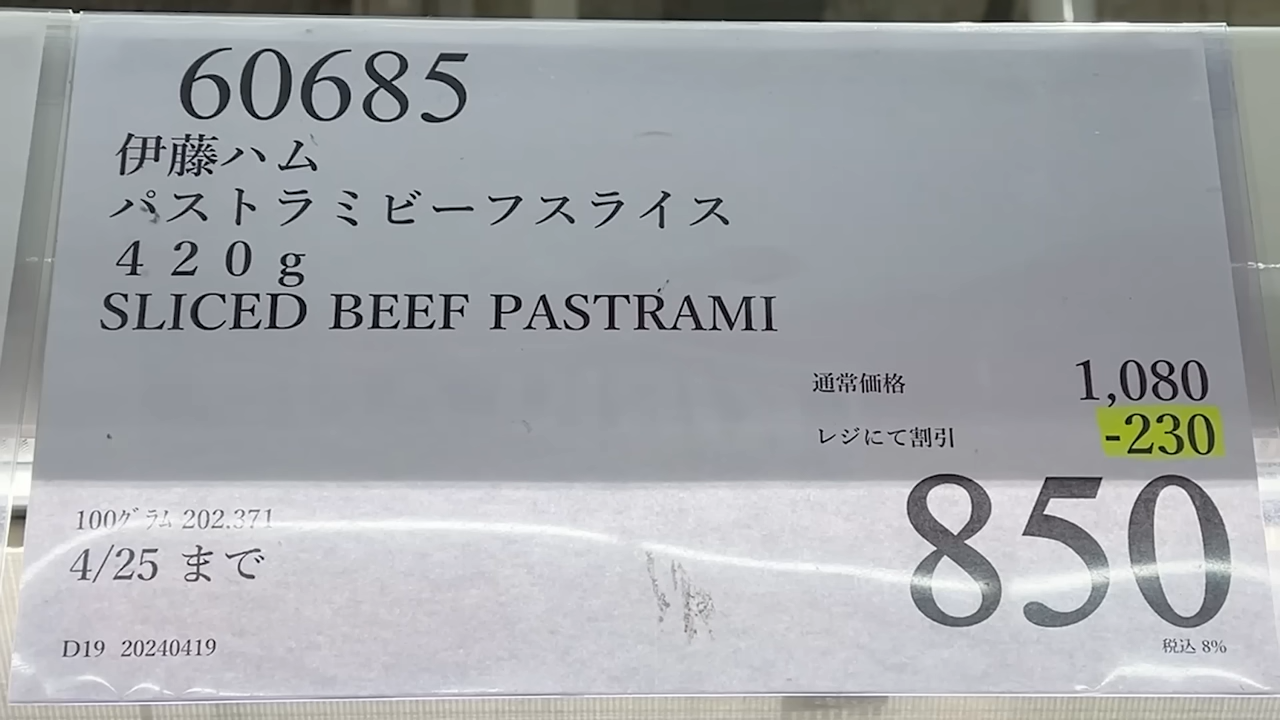 60685
伊藤ハム
パストラミビーフスライス
４２０ｇ
SLICED BEEF PASTRAMI
通常価格 1,080
レジにて割引 -230
850
税込 8%
100グラム 202.371
4/25 まで
D19 20240419